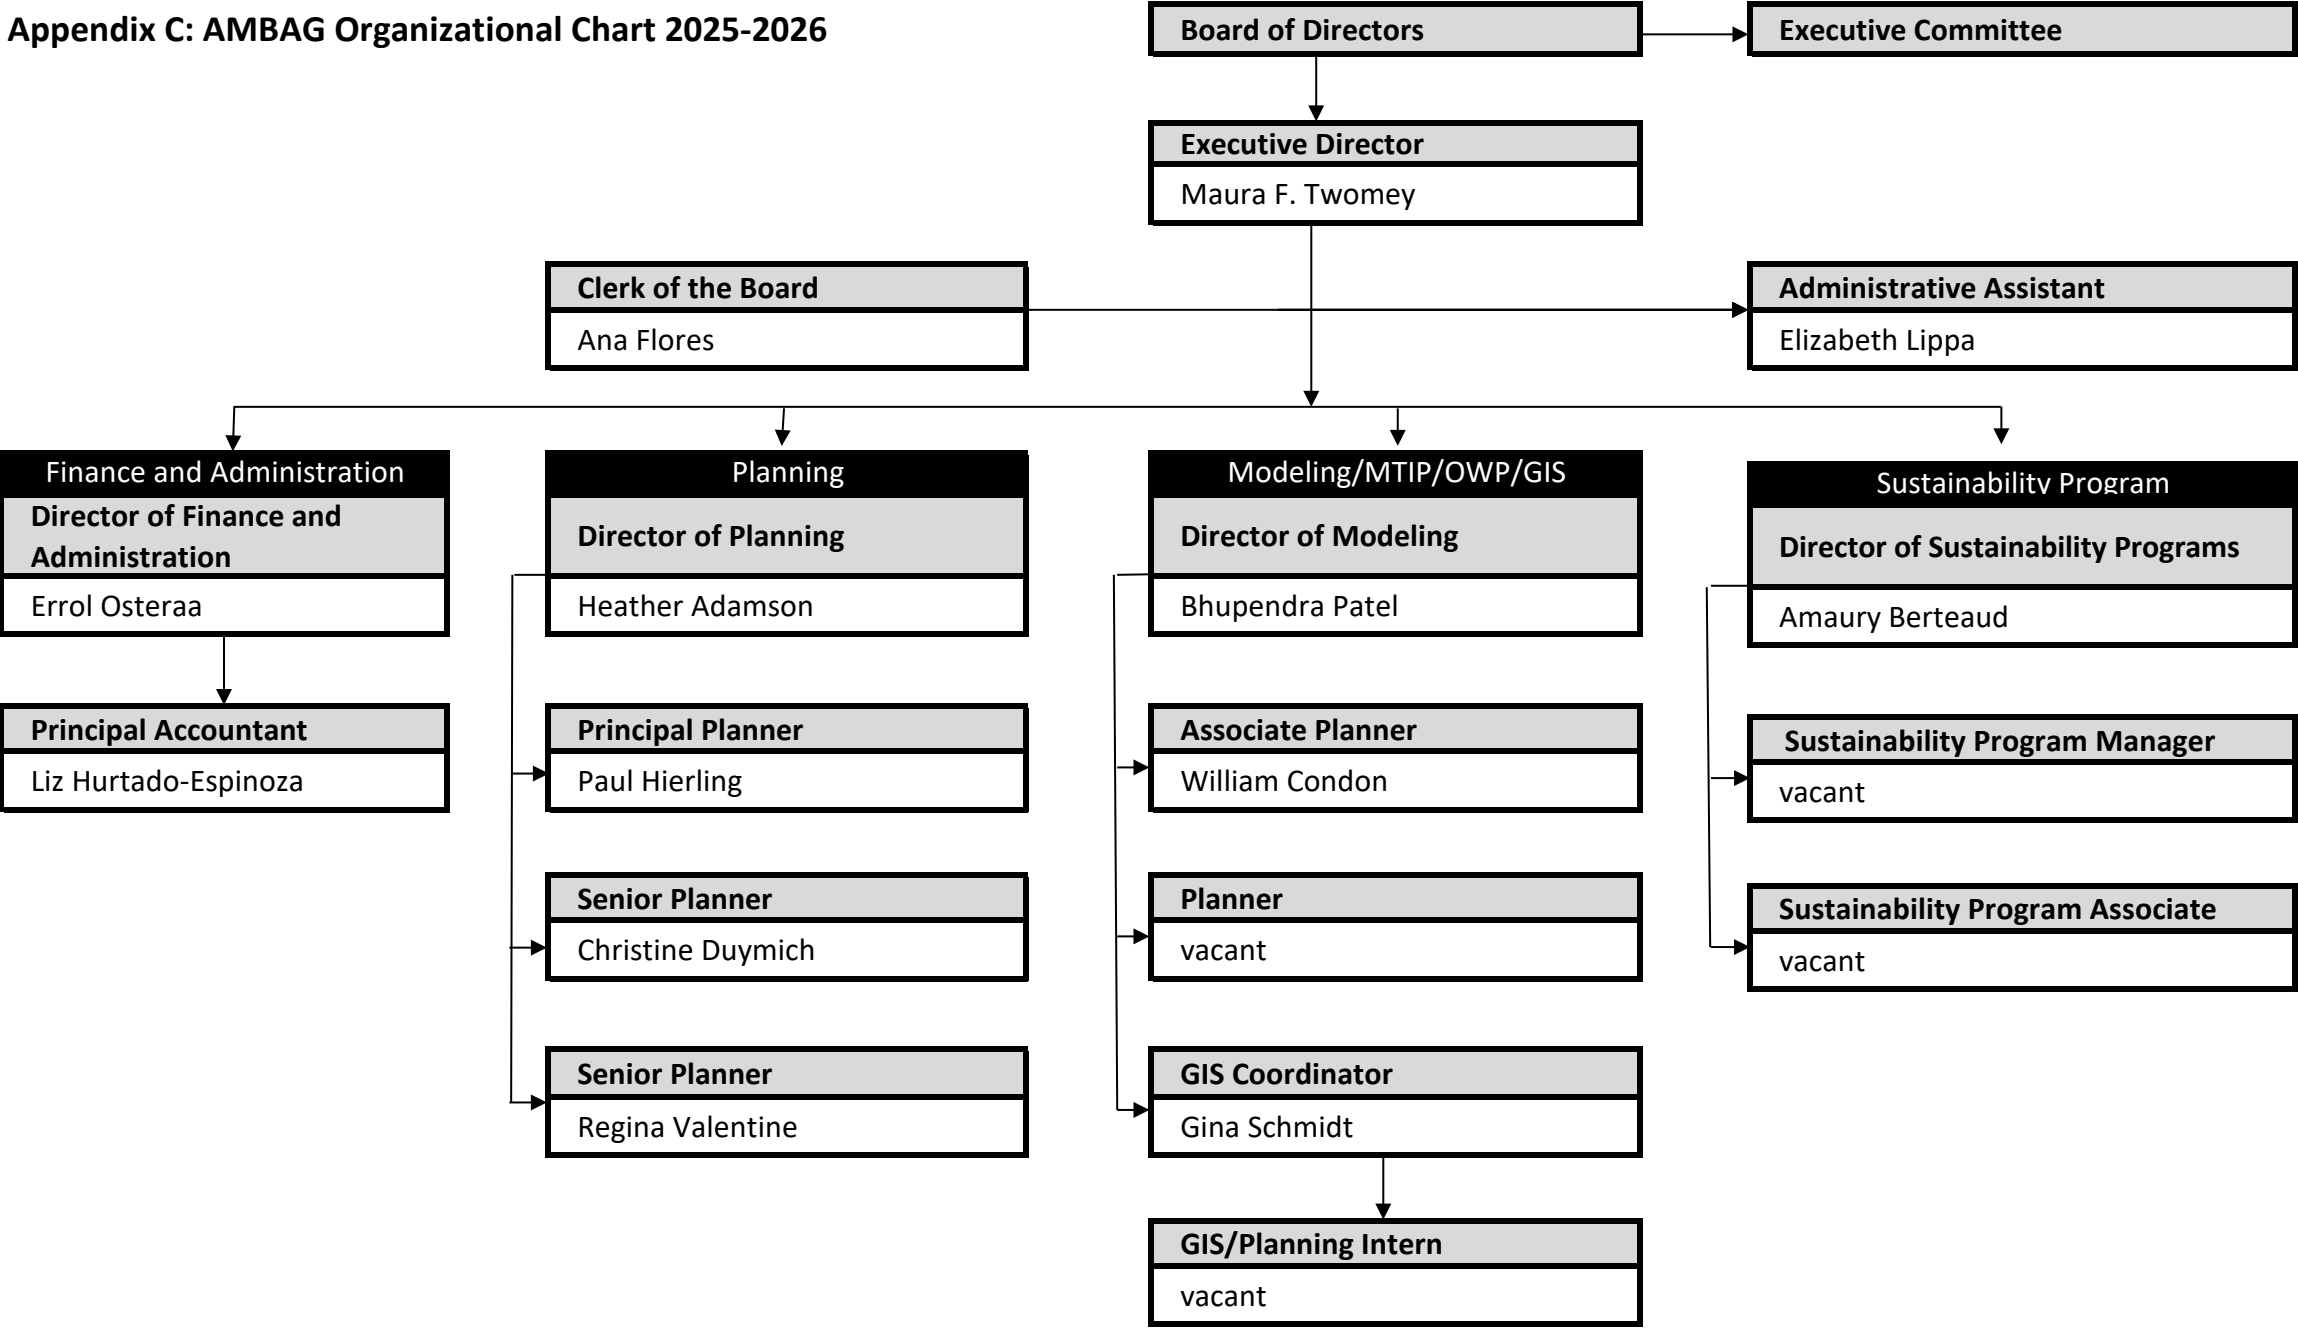 Appendix C: AMBAG Organizational Chart 2025-2026
Board of Directors
Executive Committee
Executive Director
Maura F. Twomey
Clerk of the Board
Ana Flores
Administrative Assistant
Elizabeth Lippa
Finance and Administration
Director of Finance and
Administration
Errol Osteraa
Principal Accountant
Liz Hurtado-Espinoza
Planning
Director of Planning
Heather Adamson
Principal Planner
Paul Hierling
Senior Planner
Christine Duymich
Senior Planner
Regina Valentine
Modeling/MTIP/OWP/GIS
Director of Modeling
Bhupendra Patel
Associate Planner
William Condon
Planner
vacant
GIS Coordinator
Gina Schmidt
GIS/Planning Intern
vacant
Sustainability Program
Director of Sustainability Programs
Amaury Berteaud
Sustainability Program Manager
vacant
Sustainability Program Associate
vacant